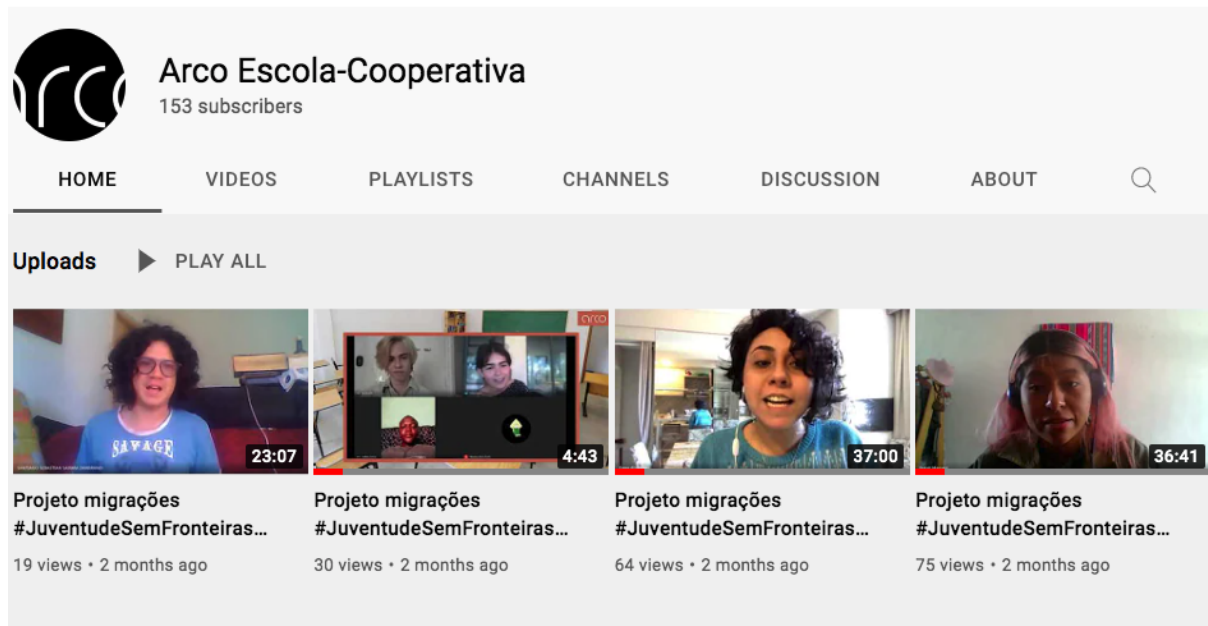 arco
Arco Escola-Cooperativa
153 subscribers
HOME VIDEOS PLAYLISTS CHANNELS DISCUSSION ABOUT
Uploads PLAY ALL
arco
SAVAGE
23:07 4:43 37:00 36:41
Projeto migrações
#JuventudeSemFronteiras...
19 views • 2 months ago
Projeto migrações
#JuventudeSemFronteiras...
30 views • 2 months ago
Projeto migrações
#JuventudeSemFronteiras...
64 views • 2 months ago
Projeto migrações
#JuventudeSemFronteiras...
75 views • 2 months ago